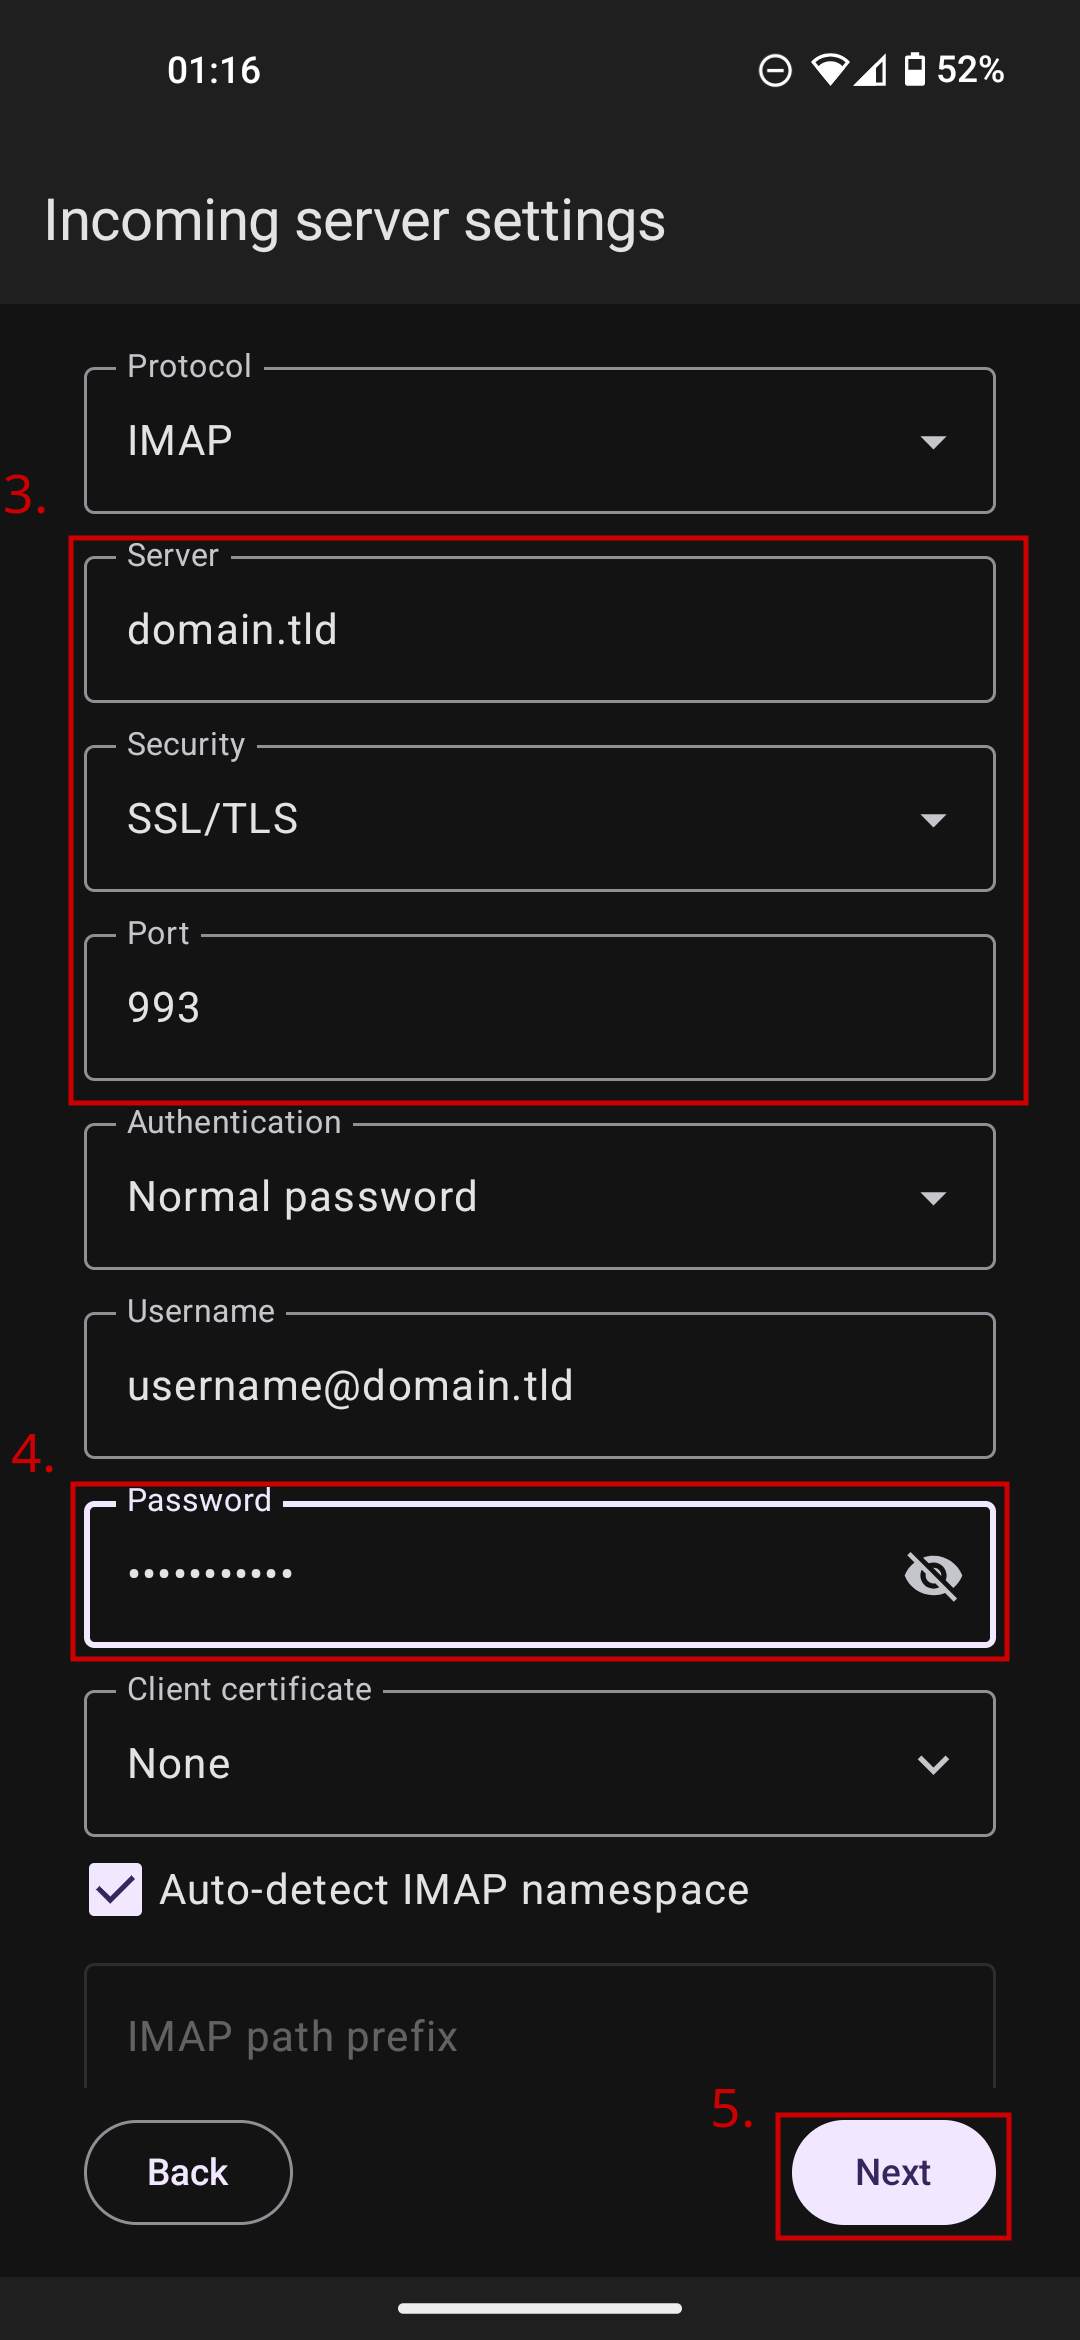 01:16
52%
Incoming server settings
Protocol
IMAP
3.
Server
domain.tld
Security
SSL/TLS
Port
993
Authentication
Normal password
Username
username@domain.tld
4.
Password
•••••••••••
Client certificate
None
Auto-detect IMAP namespace
IMAP path prefix
5.
Back
Next